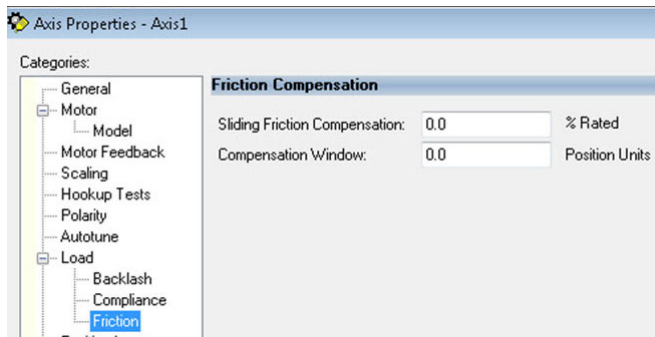 Axis Properties - Axis1
Categories:
General
Motor
Model
Motor Feedback
Scaling
Hookup Tests
Polarity
Autotune
Load
Backlash
Compliance
Friction
Friction Compensation
Sliding Friction Compensation: 0.0 % Rated
Compensation Window: 0.0 Position Units